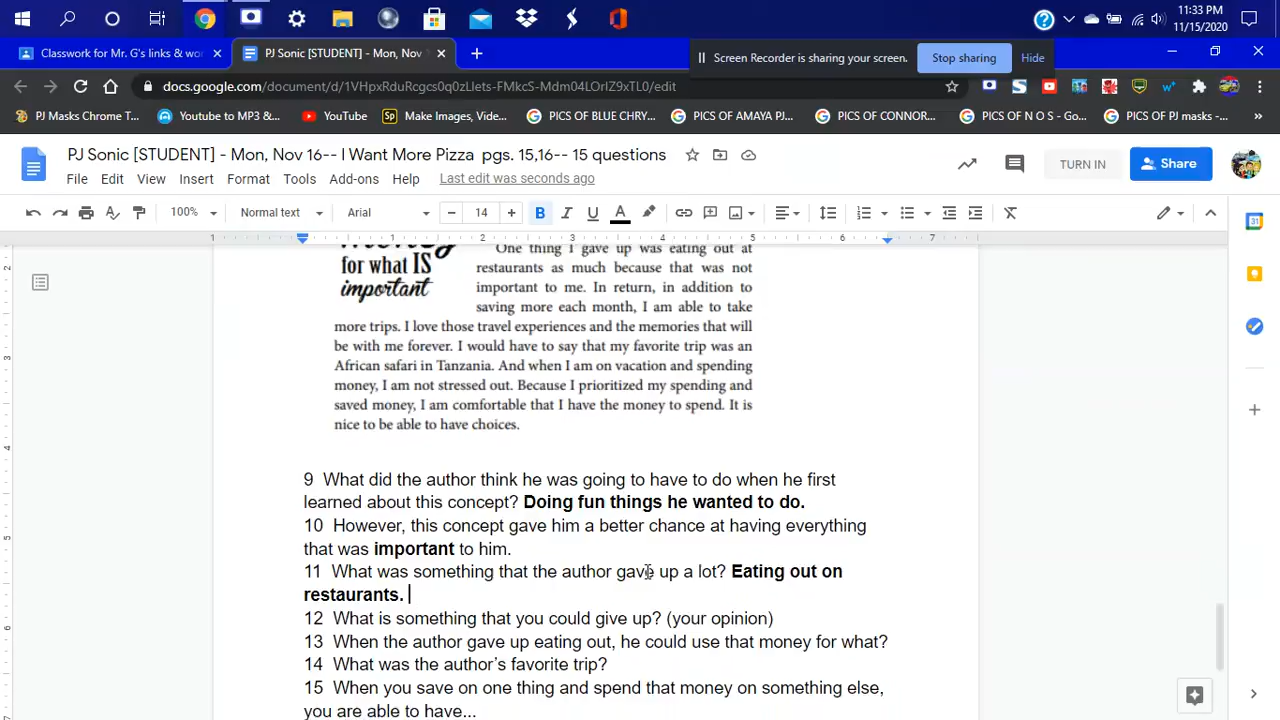 11:33 PM
11/15/2020
Classwork for Mr. G's links & wo
PJ Sonic [STUDENT] - Mon, Nov
Screen Recorder is sharing your screen.
Stop sharing
Hide
docs.google.com/document/d/1VHpxRduRcgcs0q0zLIets-FMkcS-Mdm04LOrIZ9xTL0/edit
PJ Masks Chrome T...
Youtube to MP3 &...
YouTube
Make Images, Vide...
PICS OF BLUE CHRY...
PICS OF AMAYA PJ...
PICS OF CONNOR...
PICS OF N O S - Go...
PICS OF PJ masks -...
PJ Sonic [STUDENT] - Mon, Nov 16-- I Want More Pizza pgs. 15,16-- 15 questions
TURN IN
Share
File Edit View Insert Format Tools Add-ons Help Last edit was seconds ago
100% Normal text Arial 14 B I U A
1 1 2 3 4 5 6 7
for what IS
important
One thing I gave up was eating out at
restaurants as much because that was not
important to me. In return, in addition to
saving more each month, I am able to take
more trips. I love those travel experiences and the memories that will
be with me forever. I would have to say that my favorite trip was an
African safari in Tanzania. And when I am on vacation and spending
money, I am not stressed out. Because I prioritized my spending and
saved money, I am comfortable that I have the money to spend. It is
nice to be able to have choices.
9 What did the author think he was going to have to do when he first
learned about this concept? Doing fun things he wanted to do.
10 However, this concept gave him a better chance at having everything
that was important to him.
11 What was something that the author gave up a lot? Eating out on
restaurants.
12 What is something that you could give up? (your opinion)
13 When the author gave up eating out, he could use that money for what?
14 What was the author's favorite trip?
15 When you save on one thing and spend that money on something else,
you are able to have...